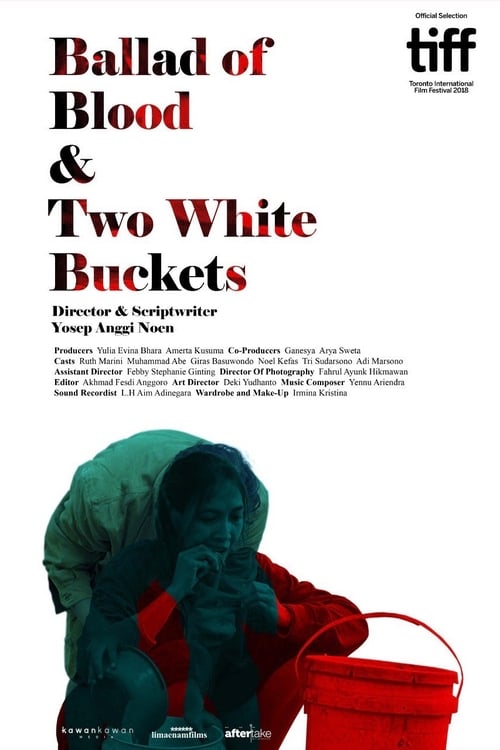 Official Selection
tiff
Toronto International
Film Festival 2018
Ballad of
Blood
&
Two White
Buckets
Director & Scriptwriter
Yosep Anggi Noen
Producers Yulia Evina Bhara Amerta Kusuma Co-Producers Ganesya Arya Sweta
Casts Ruth Marini Muhammad Abe Giras Basuwondo Noel Kefas Tri Sudarsono Adi Marsono
Assistant Director Febby Stephanie Ginting Director Of Photography Fahrul Ayunk Hikmawan
Editor Akhmad Fesdi Anggoro Art Director Deki Yudhanto Music Composer Yennu Ariendra
Sound Recordist L.H Aim Adinegara Wardrobe and Make-Up Irmina Kristina
kawankawan
MEDIA
limaenamfilms
aftertake